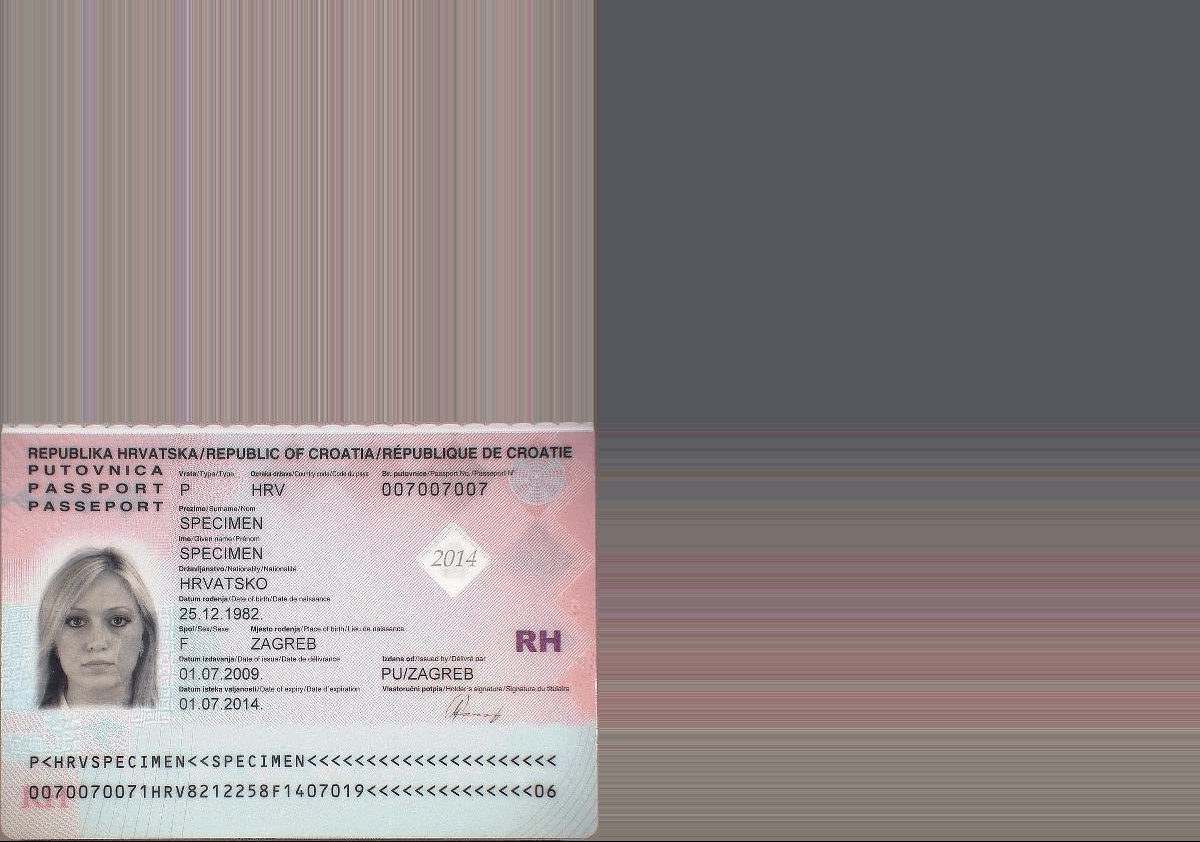 REPUBLIKA HRVATSKA/REPUBLIC OF CROATIA/RÉPUBLIQUE DE CROATIE
PUTOVNICA
PASSPORT
PASSEPORT
Vrsta/Type/Type Oznaka države/Country code/Code du pays Br. putovnice/Passport No./Passeport N°
P HRV 007007007
Prezime/Surname/Nom
SPECIMEN
Ime/Given name/Prénom
SPECIMEN
Državljanstvo/Nationality/Nationalité
HRVATSKO
2014
Datum rođenja/Date of birth/Date de naissance
25.12.1982.
Spol/Sex/Sexe Mjesto rođenja/Place of birth/Lieu de naissance
F ZAGREB
RH
Datum izdavanja/Date of issue/Date de délivrance Izdana od/Issued by/Délivré par
01.07.2009. PU/ZAGREB
Datum isteka valjanosti/Date of expiry/Date d'expiration Vlastoručni potpis/Holder's signature/Signature du titulaire
01.07.2014.
P<HRVSPECIMEN<<SPECIMEN<<<<<<<<<<<<<<<<<<<<<
0070070071HRV8212258F1407019<<<<<<<<<<<<<<06
RH